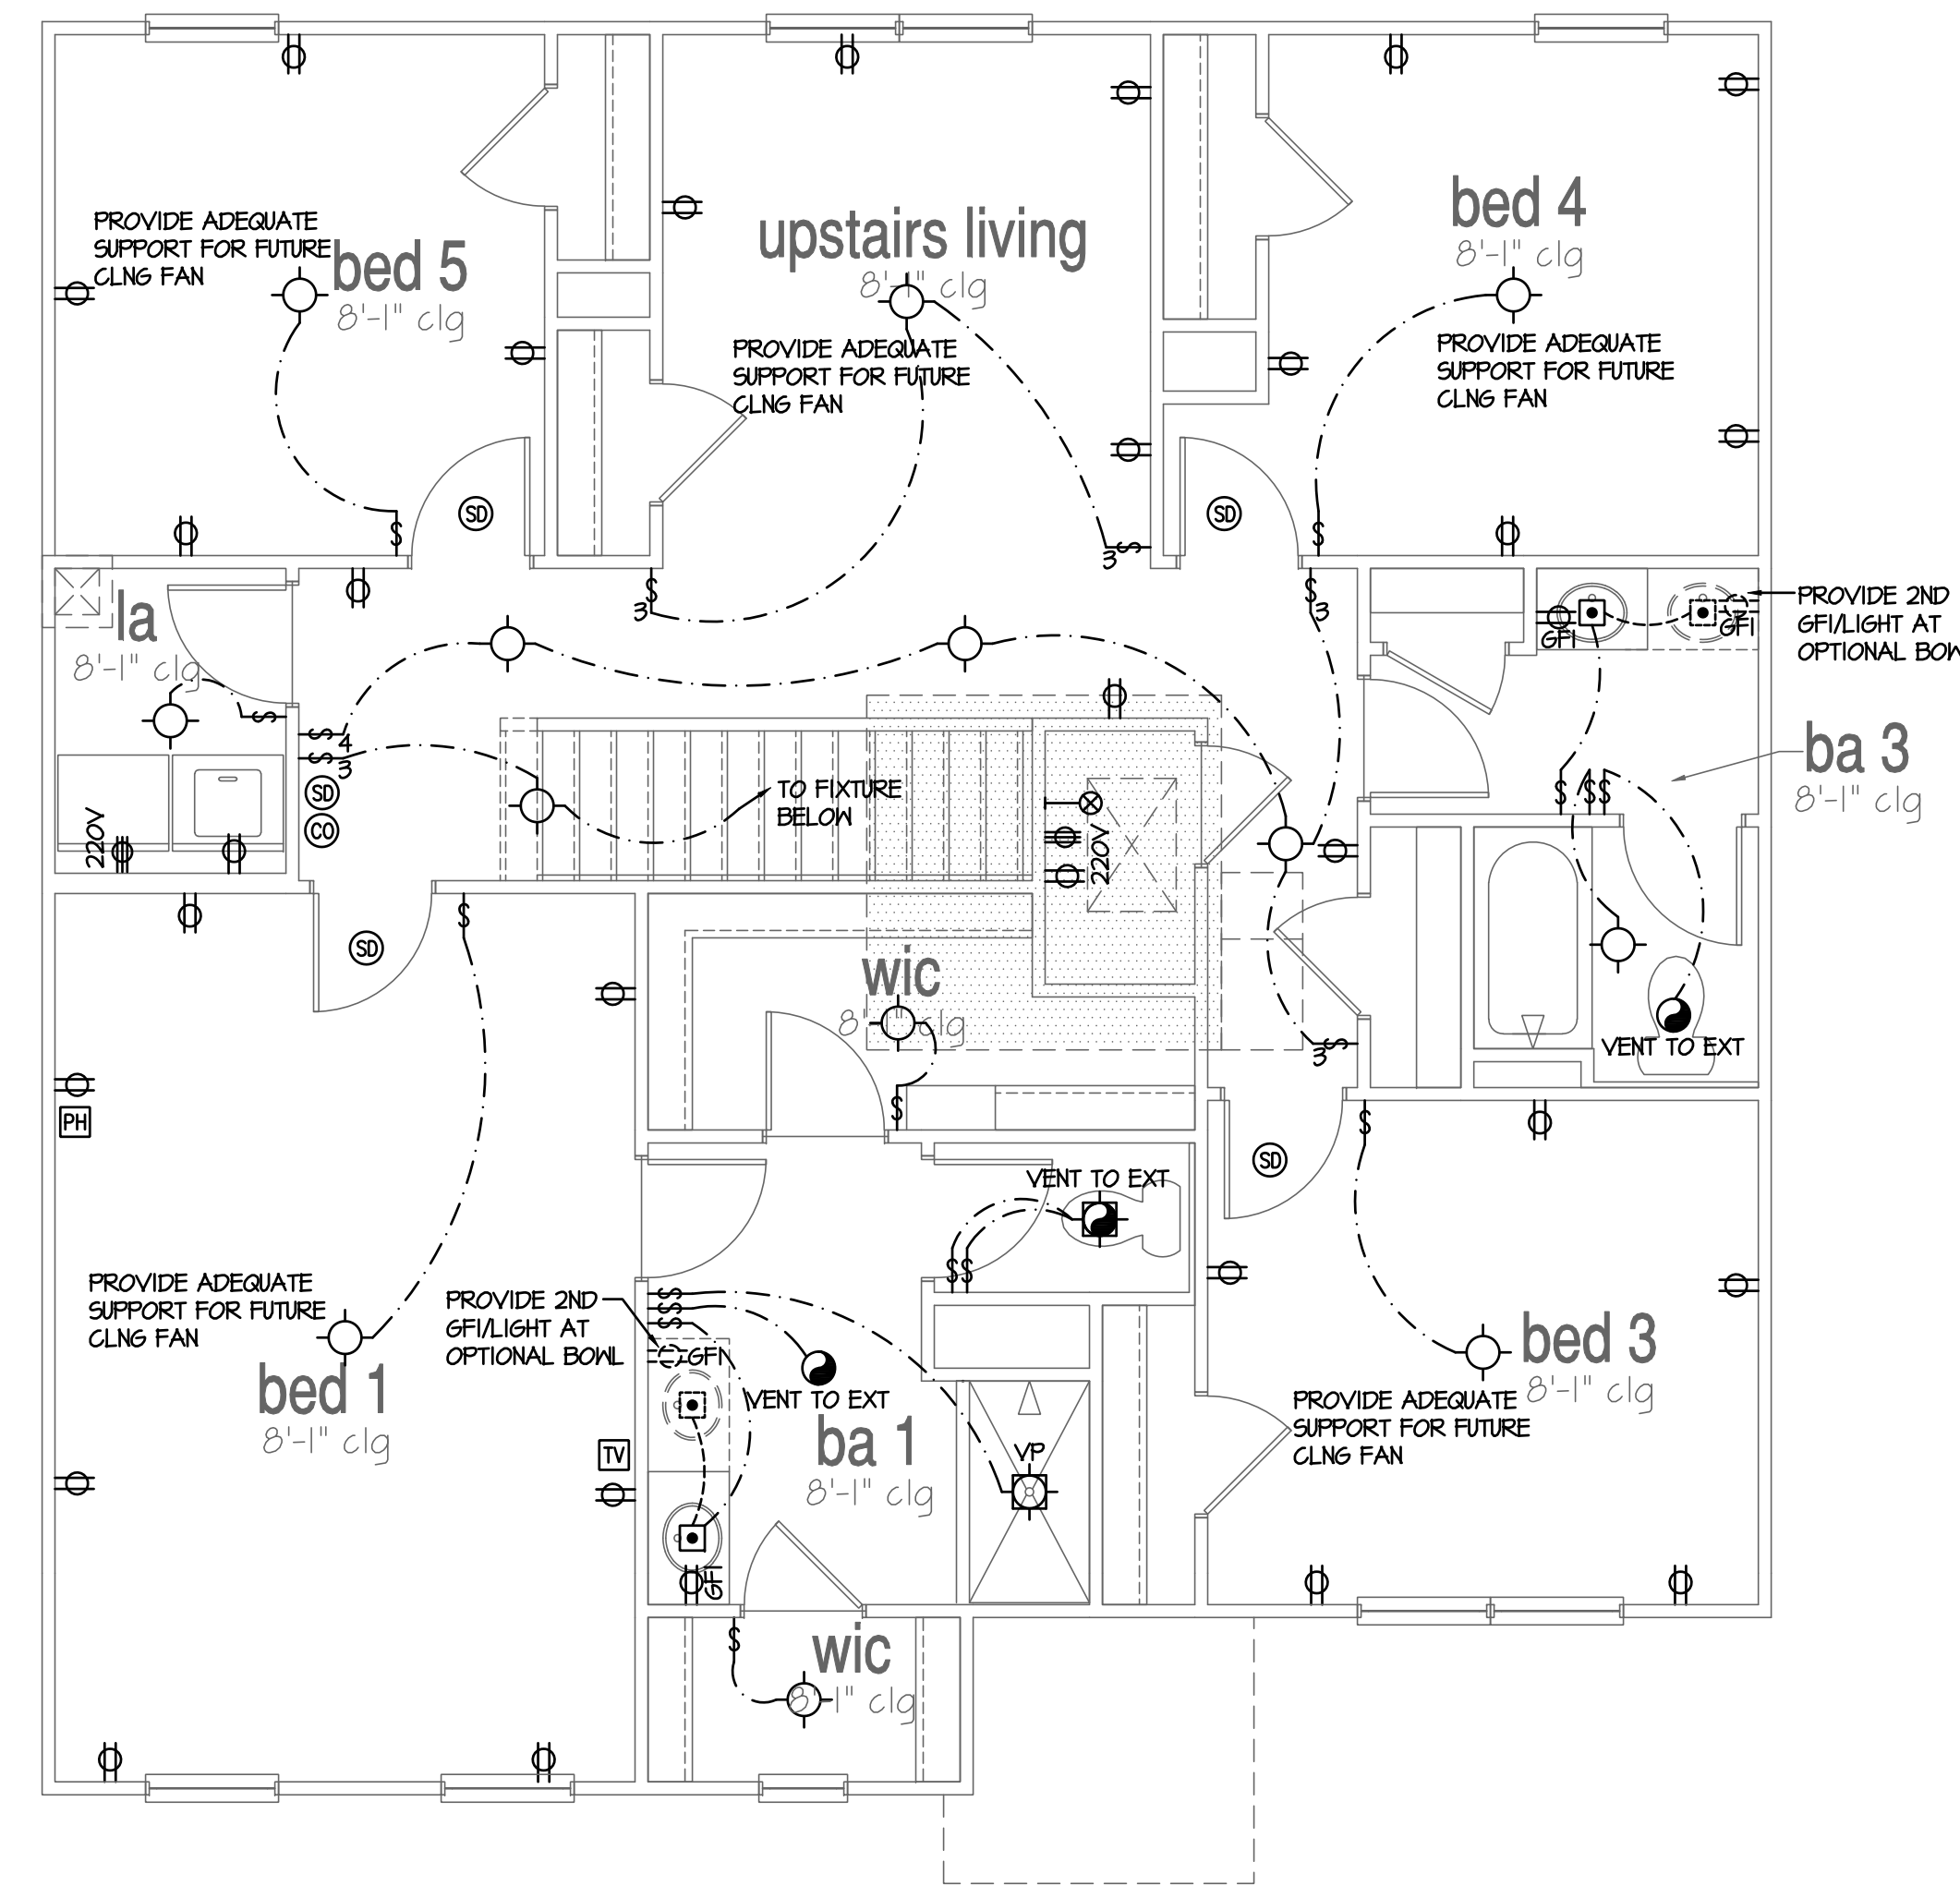 PROVIDE ADEQUATE
SUPPORT FOR FUTURE
CLNG FAN
bed 5
8'-1" clg
upstairs living
8'-1" clg
PROVIDE ADEQUATE
SUPPORT FOR FUTURE
CLNG FAN
bed 4
8'-1" clg
PROVIDE ADEQUATE
SUPPORT FOR FUTURE
CLNG FAN
$
SD
SD
$
$
3
$
3
$
3
la
8'-1" clg
$
$
4
$
3
SD
CO
220V
TO FIXTURE
BELOW
220V
GFI
GFI
PROVIDE 2ND
GFI/LIGHT AT
OPTIONAL BOW
ba 3
8'-1" clg
$
$
$
VENT TO EXT
$
SD
wic
8'-1" clg
$
$
3
PH
SD
$
VENT TO EXT
$
$
PROVIDE ADEQUATE
SUPPORT FOR FUTURE
CLNG FAN
bed 1
8'-1" clg
PROVIDE 2ND
GFI/LIGHT AT
OPTIONAL BOWL
$
$
$
GFI
VENT TO EXT
ba 1
8'-1" clg
TV
VP
GFI
bed 3
8'-1" clg
PROVIDE ADEQUATE
SUPPORT FOR FUTURE
CLNG FAN
$
wic
8'-1" clg